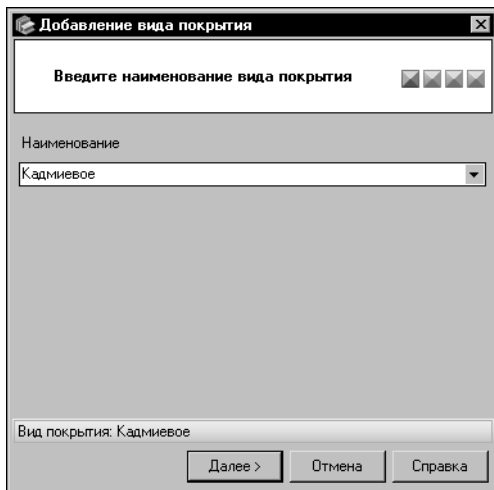 Добавление вида покрытия
Введите наименование вида покрытия
Наименование
Кадмиевое
Вид покрытия: Кадмиевое
Далее > Отмена Справка